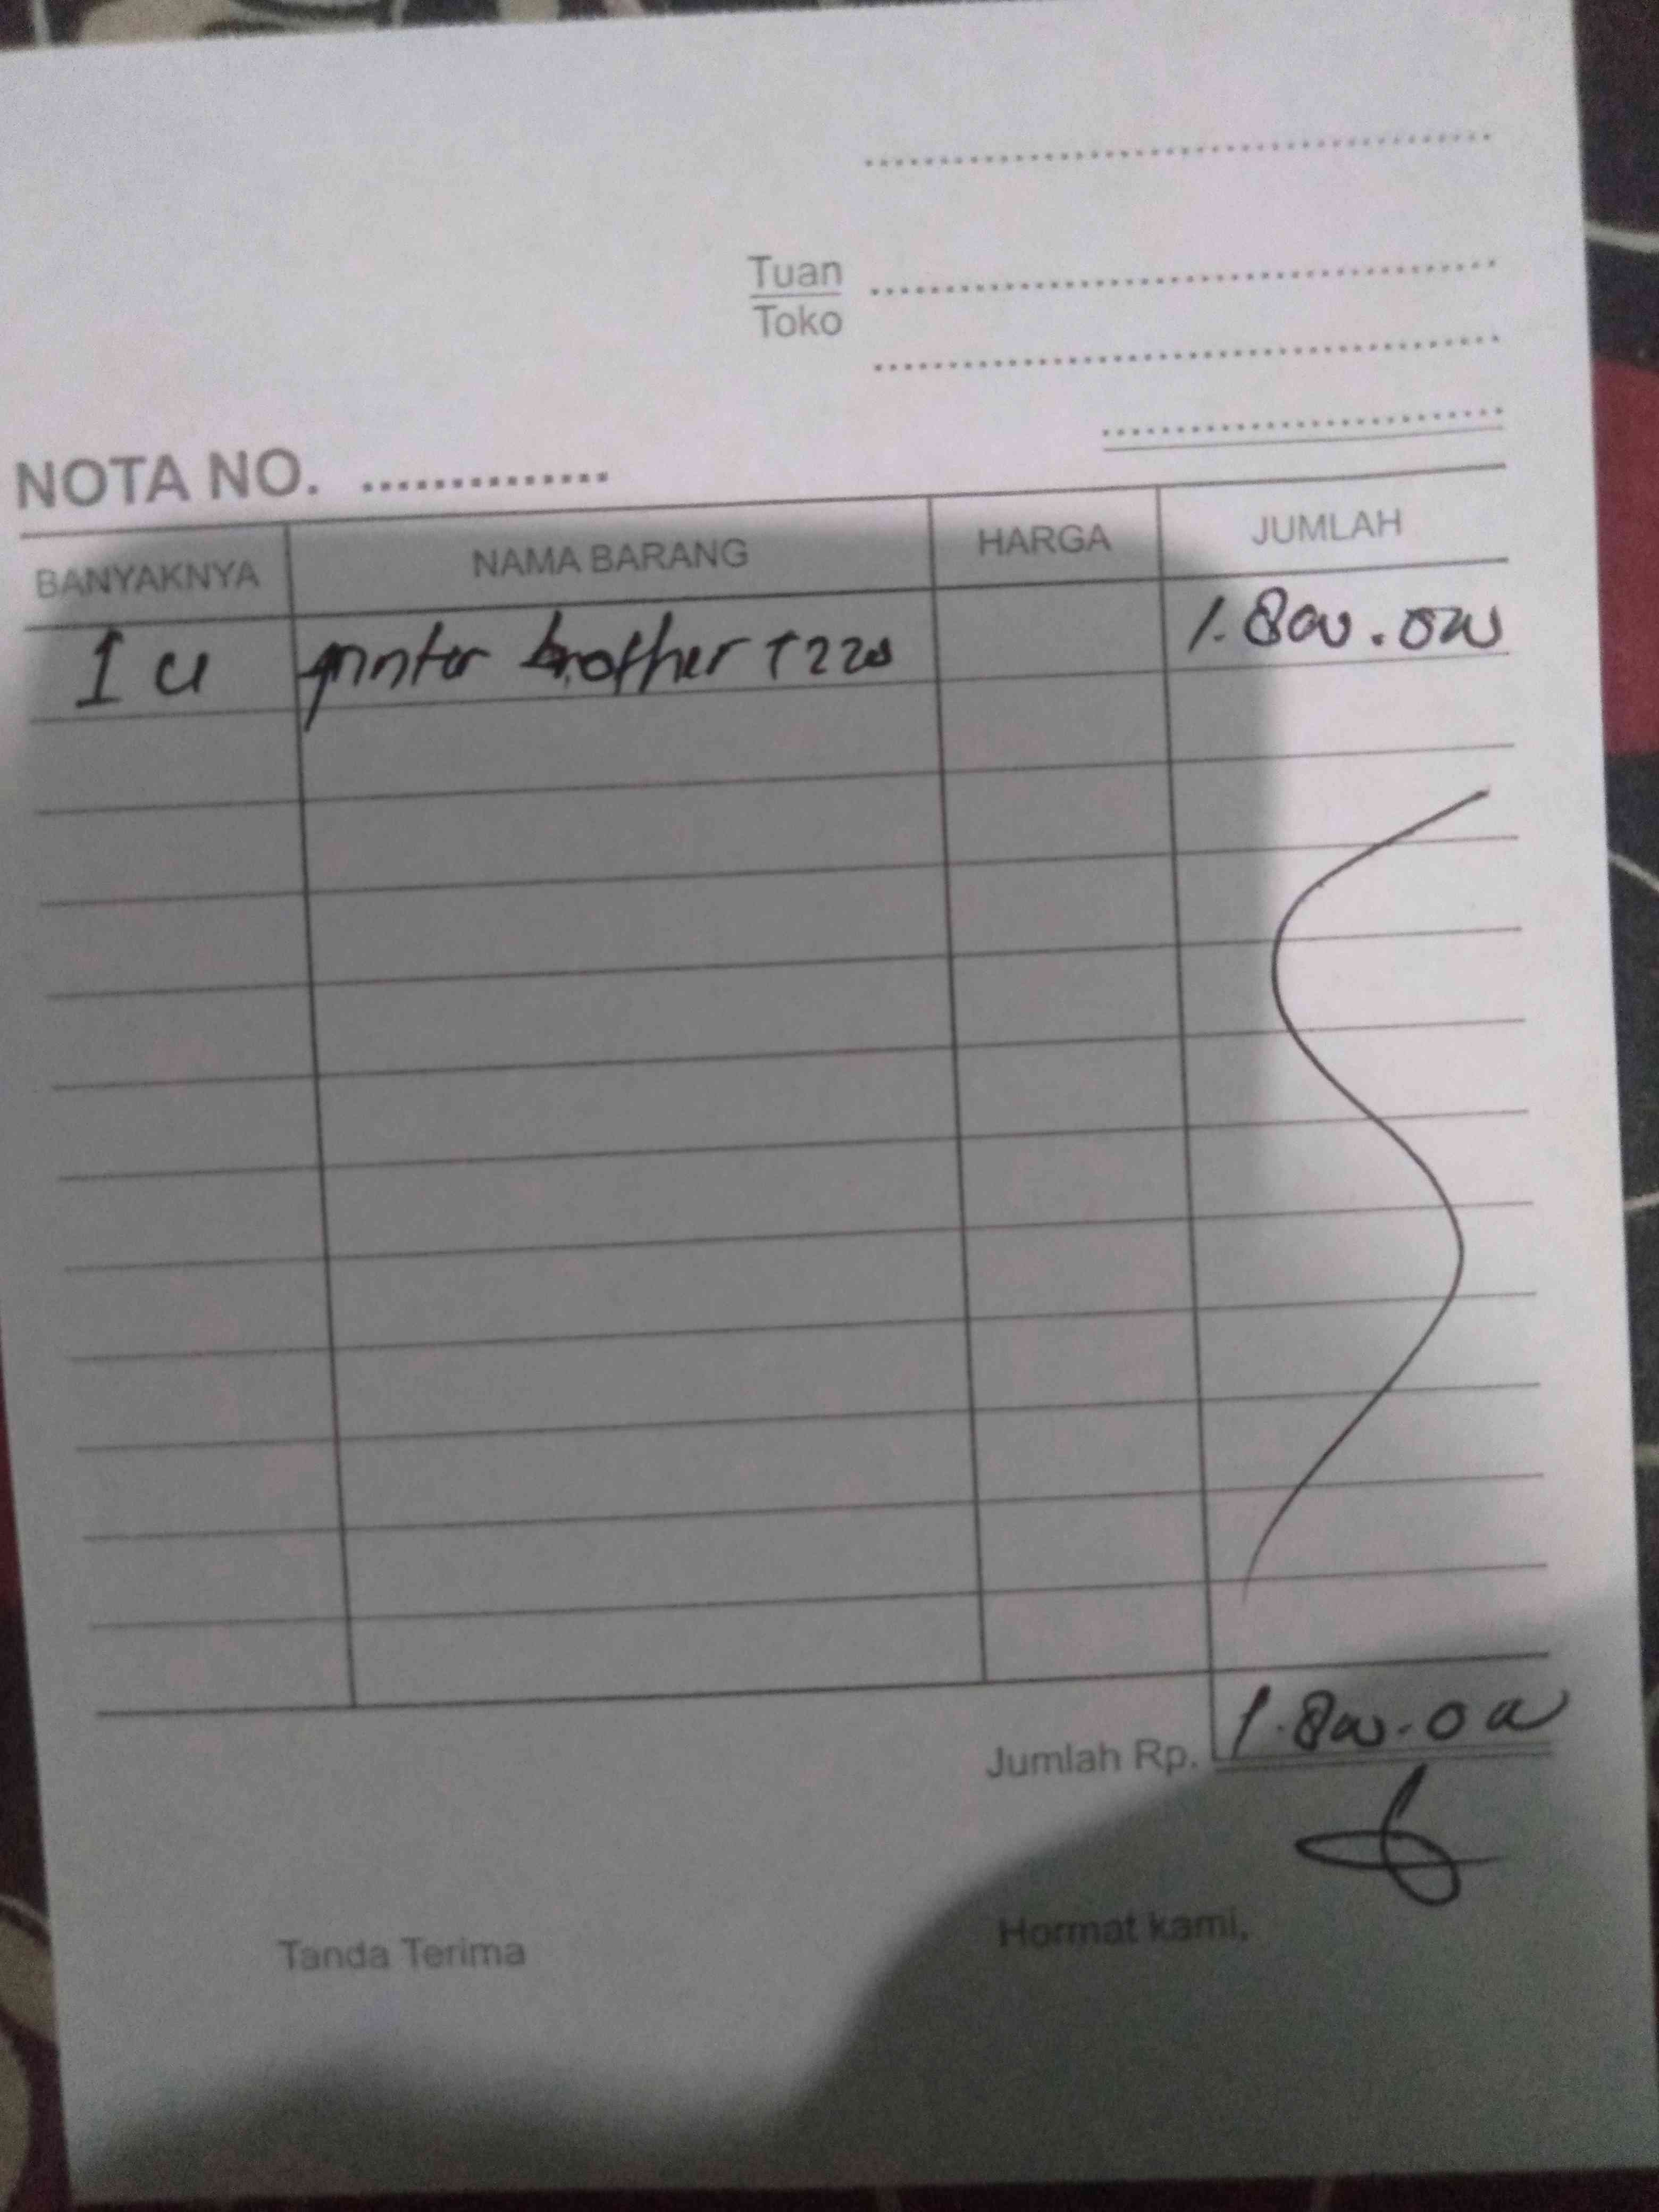 Tuan
Toko
NOTA NO. ..............
BANYAKNYA NAMA BARANG HARGA JUMLAH
1 u printer brother T220 1.800.000
Jumlah Rp. 1.800.000
Tanda Terima Hormat kami,